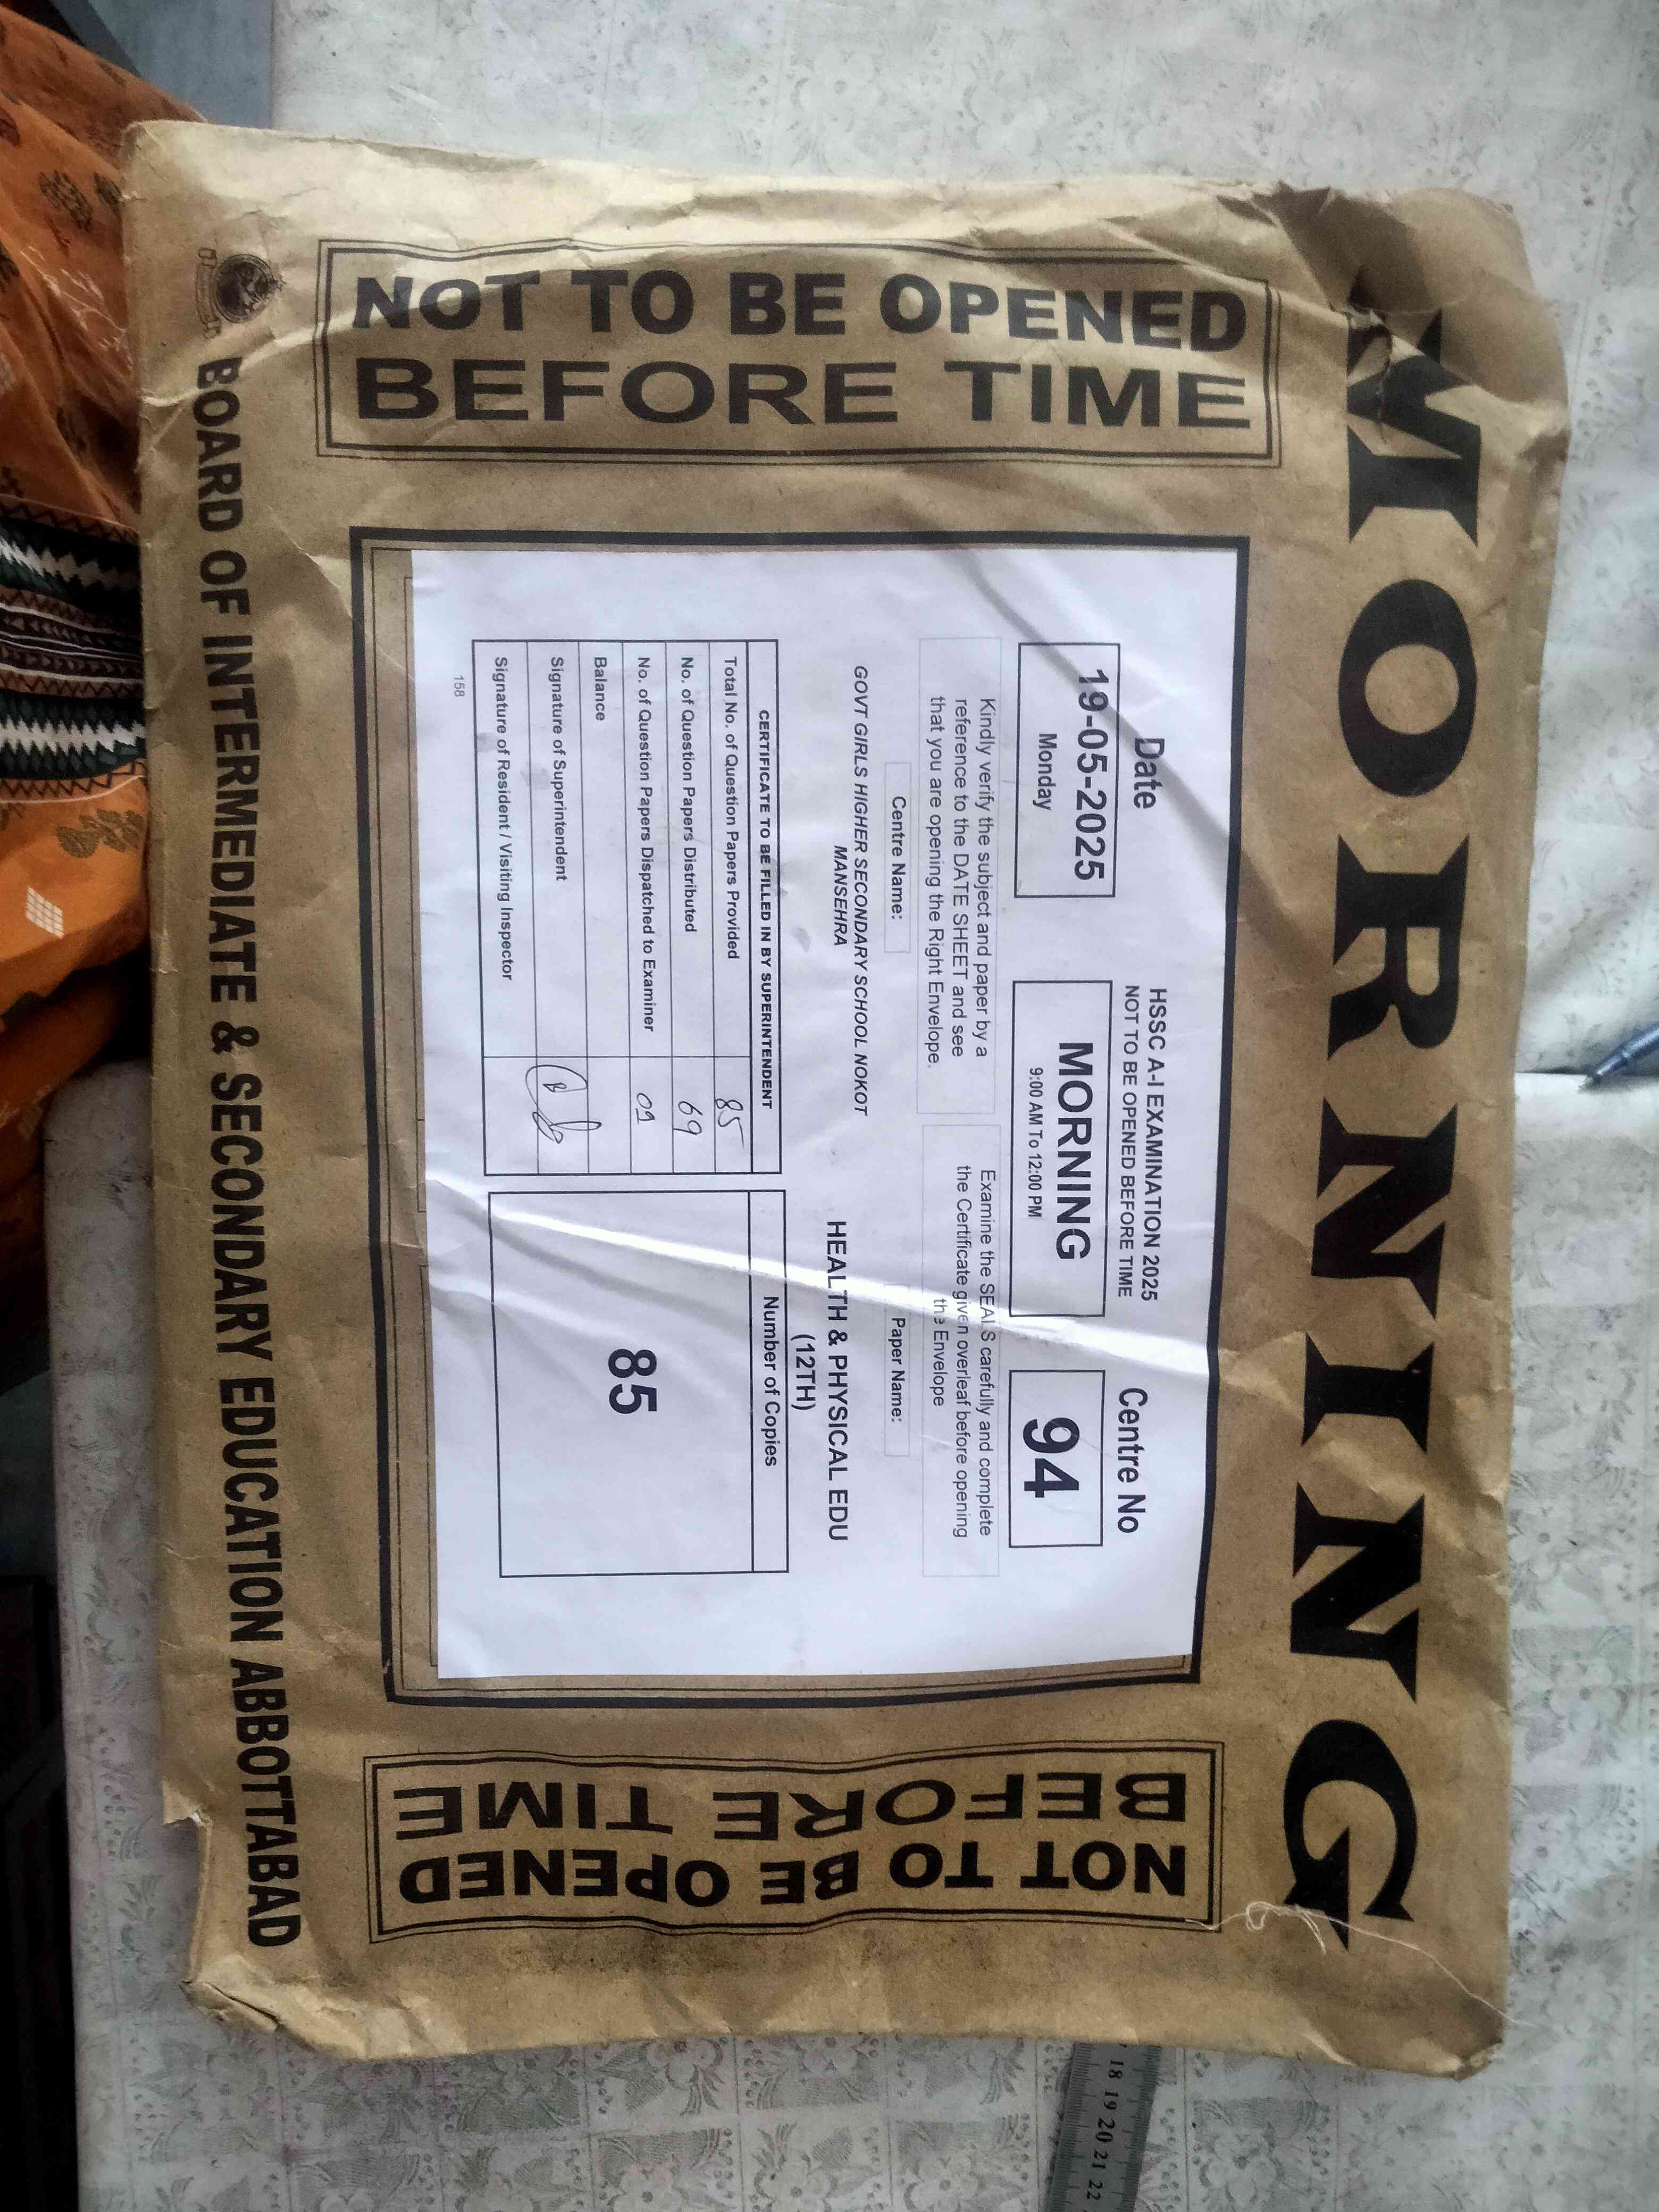 MORNING
NOT TO BE OPENED
BEFORE TIME
Date
19-05-2025
Monday
HSSC A-I EXAMINATION 2025
NOT TO BE OPENED BEFORE TIME
MORNING
9:00 AM To 12:00 PM
Centre No
94
Kindly verify the subject and paper by a
reference to the DATE SHEET and see
that you are opening the Right Envelope.
Examine the SEALS carefully and complete
the Certificate given overleaf before opening
the Envelope
Centre Name:
GOVT GIRLS HIGHER SECONDARY SCHOOL NOKOT
MANSEHRA
Paper Name:
HEALTH & PHYSICAL EDU
(12TH)
CERTIFICATE TO BE FILLED IN BY SUPERINTENDENT
Total No. of Question Papers Provided 85
No. of Question Papers Distributed 69
No. of Question Papers Dispatched to Examiner 01
Balance
Signature of Superintendent
Signature of Resident / Visiting Inspector
158
Number of Copies
85
NOT TO BE OPENED
BEFORE TIME
BOARD OF INTERMEDIATE & SECONDARY EDUCATION ABBOTTABAD
18 19 20 21 22